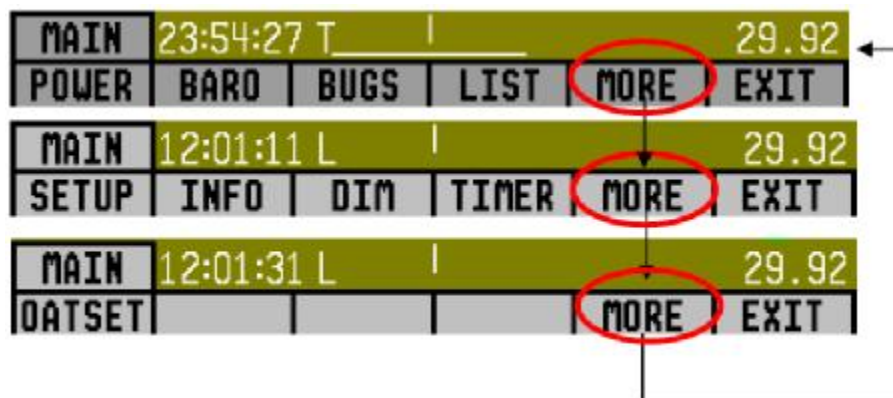 MAIN 23:54:27 T 29.92
POWER BARO BUGS LIST MORE EXIT
MAIN 12:01:11 L 29.92
SETUP INFO DIM TIMER MORE EXIT
MAIN 12:01:31 L 29.92
OATSET MORE EXIT